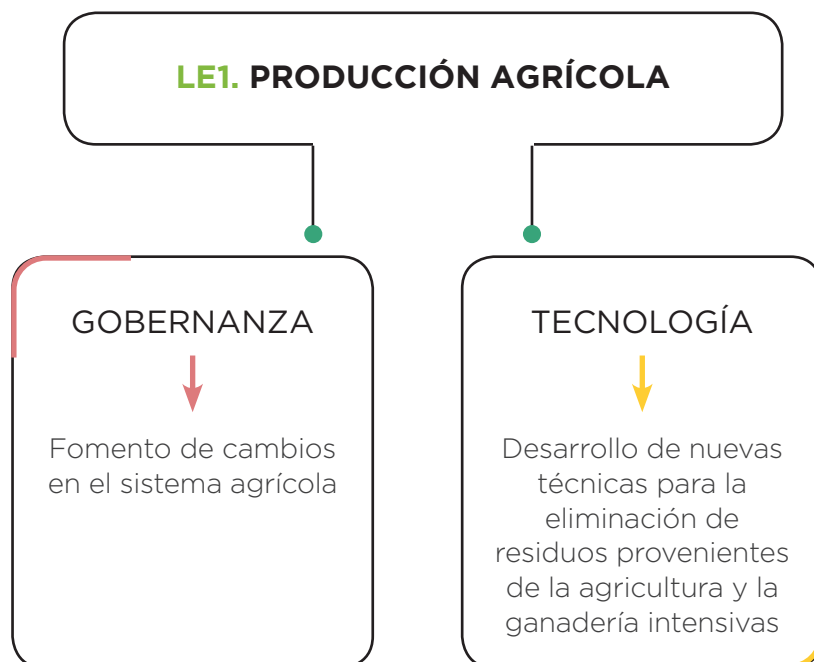 LE1. PRODUCCIÓN AGRÍCOLA
GOBERNANZA
Fomento de cambios
en el sistema agrícola
TECNOLOGÍA
Desarrollo de nuevas
técnicas para la
eliminación de
residuos provenientes
de la agricultura y la
ganadería intensivas